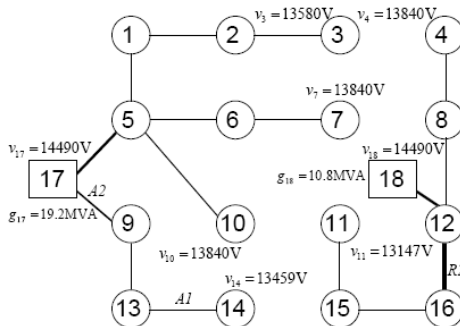 v₃ = 13580V v₄ = 13840V
1 2 3 4
v₇ = 13840V
5 6 7 8
v₁₇ = 14490V v₁₈ = 14490V
17 A2 g₁₈ = 10.8MVA 18
g₁₇ = 19.2MVA 9 10 11 12
v₁₀ = 13840V v₁₁ = 13147V
v₁₄ = 13459V
13 A1 14 15 16